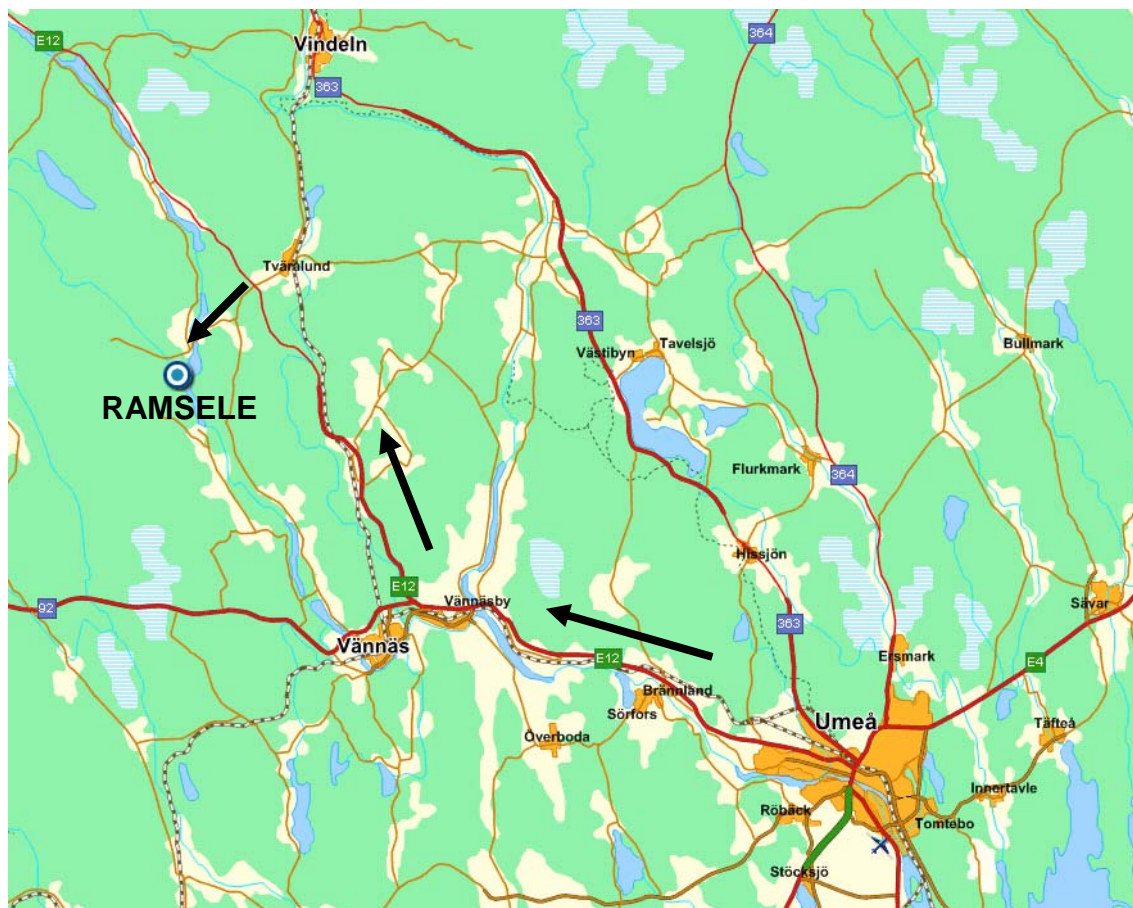 E12
364
Vindeln
363
Tväralund
363
Västibyn
Tavelsjö
Bullmark
RAMSELE
Flurkmark
364
Hissjön
E12
Vännäsby
92
Sävar
363
Vännäs
E12
Ersmark
E4
Brännland
Sörfors
Umeå
Täfteå
Överboda
Innertavle
Röbäck
Tomtebo
Stöcksjö